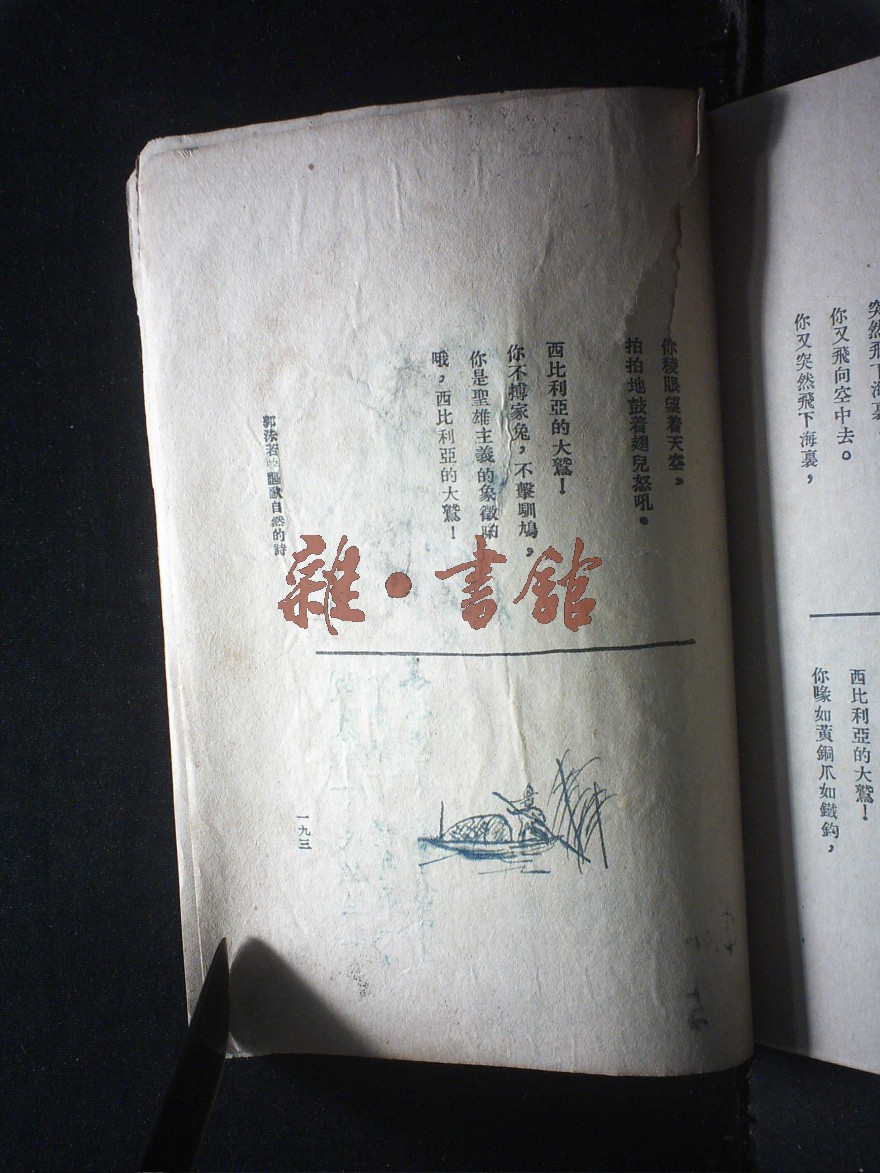 突然飛下海裏，
你又飛向空中去。
你又突然飛下海裏，
西比利亞的大鷲！
你喙如黃銅爪如鐵鈎，
你稜眼望着天空，
拍拍地鼓着翅兒怒吼。
西比利亞的大鷲！
你不搏家兔，不擊馴鳩，
你是聖雄主義的象徵喲
哦，西比利亞的大鷲！
郭沫若的謳歌自然的詩
一九三
雜·書館